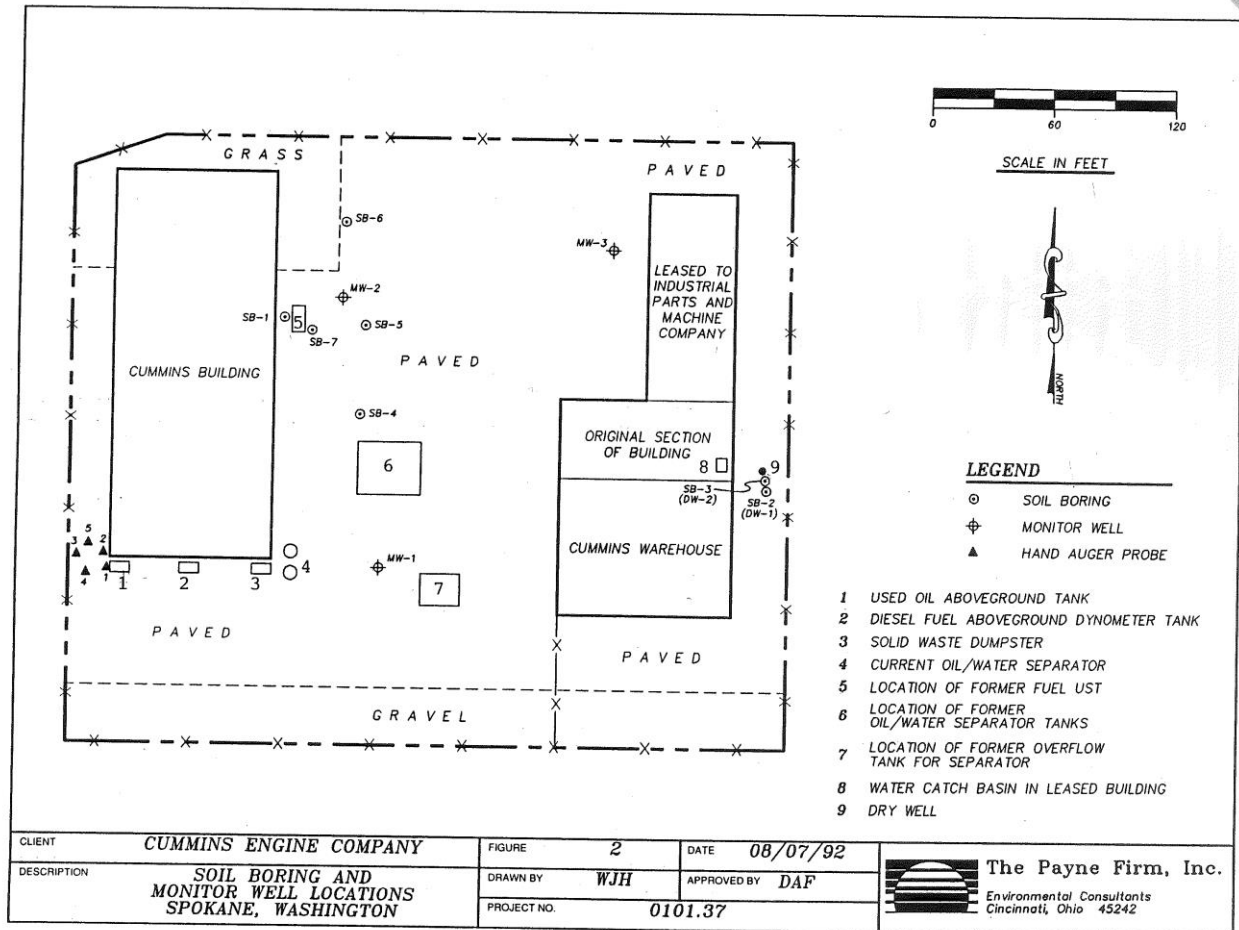 0 60 120
SCALE IN FEET
GRASS
PAVED
SB-6
MW-3
LEASED TO
INDUSTRIAL
PARTS AND
MACHINE
COMPANY
MW-2
SB-1
5
SB-5
SB-7
PAVED
CUMMINS BUILDING
NORTH
SB-4
ORIGINAL SECTION
OF BUILDING
6
8
9
SB-3
(DW-2)
SB-2
(DW-1)
CUMMINS WAREHOUSE
5
3
2
4
1
1
2
3
4
MW-1
7
PAVED
PAVED
GRAVEL
LEGEND
SOIL BORING
MONITOR WELL
HAND AUGER PROBE
1 USED OIL ABOVEGROUND TANK
2 DIESEL FUEL ABOVEGROUND DYNOMETER TANK
3 SOLID WASTE DUMPSTER
4 CURRENT OIL/WATER SEPARATOR
5 LOCATION OF FORMER FUEL UST
6 LOCATION OF FORMER
OIL/WATER SEPARATOR TANKS
7 LOCATION OF FORMER OVERFLOW
TANK FOR SEPARATOR
8 WATER CATCH BASIN IN LEASED BUILDING
9 DRY WELL
CLIENT CUMMINS ENGINE COMPANY
DESCRIPTION SOIL BORING AND
MONITOR WELL LOCATIONS
SPOKANE, WASHINGTON
FIGURE 2
DATE 08/07/92
DRAWN BY WJH
APPROVED BY DAF
PROJECT NO. 0101.37
The Payne Firm, Inc.
Environmental Consultants
Cincinnati, Ohio 45242